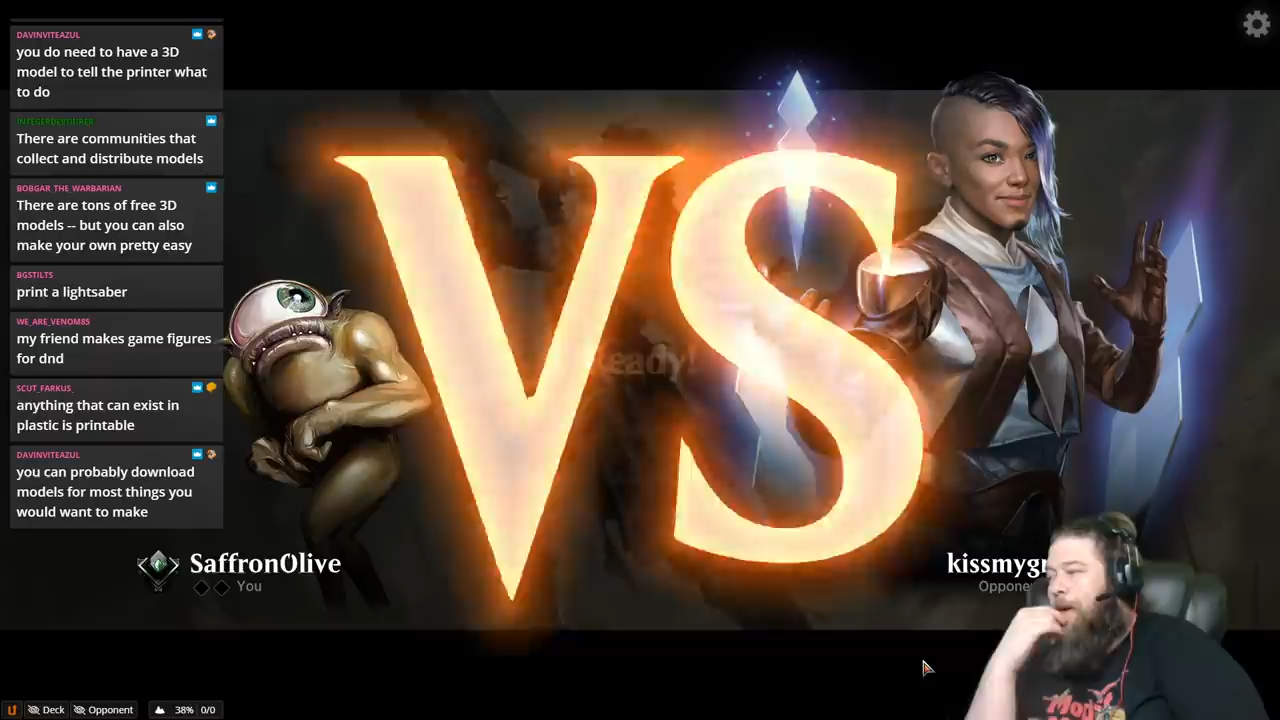 DAVINVITEAZUL
you do need to have a 3D
model to tell the printer what
to do
INTEGERDEVOURER
There are communities that
collect and distribute models
BOBGAR_THE_WARBARIAN
There are tons of free 3D
models -- but you can also
make your own pretty easy
BGSTILTS
print a lightsaber
WE_ARE_VENOM85
my friend makes game figures
for dnd
SCUT_FARKUS_
anything that can exist in
plastic is printable
DAVINVITEAZUL
you can probably download
models for most things you
would want to make
VS
Ready!
SaffronOlive
You
kissmygr
Oppone
Deck
Opponent
38% 0/0